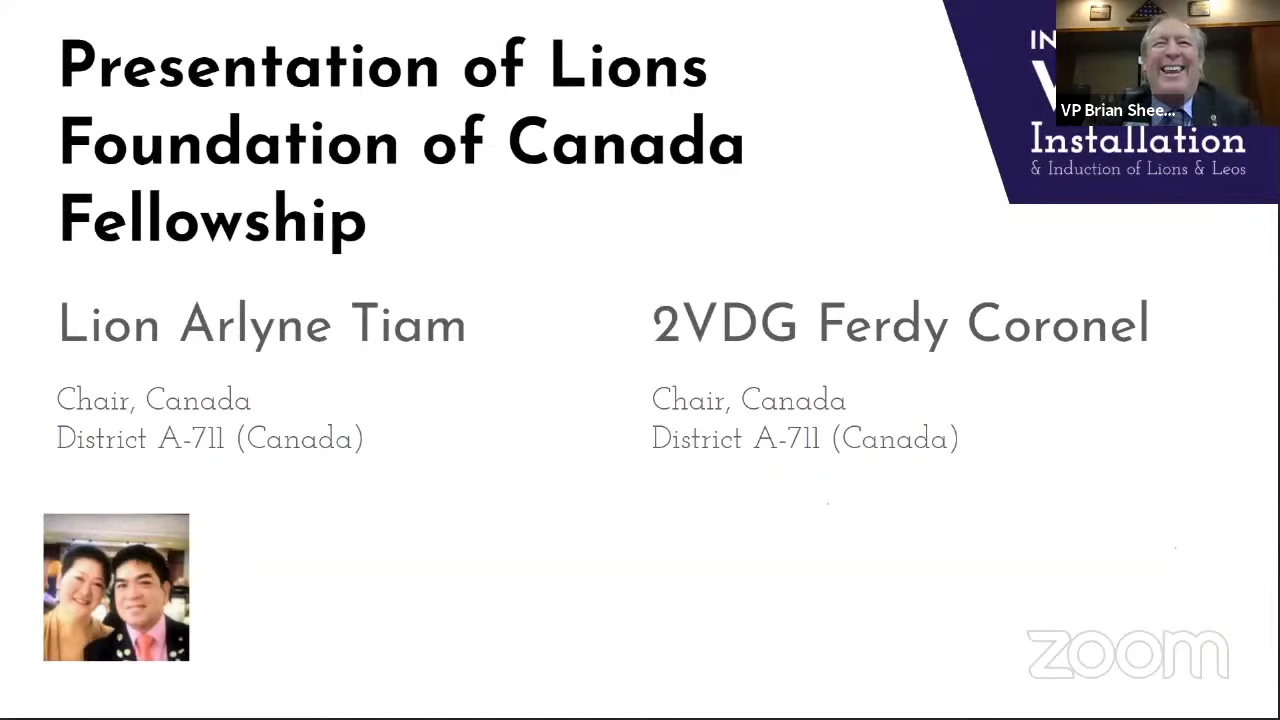 Presentation of Lions
Foundation of Canada
Fellowship
IN
VP Brian Shee...
Installation
& Induction of Lions & Leos
Lion Arlyne Tiam
Chair, Canada
District A-711 (Canada)
2VDG Ferdy Coronel
Chair, Canada
District A-711 (Canada)
zoom